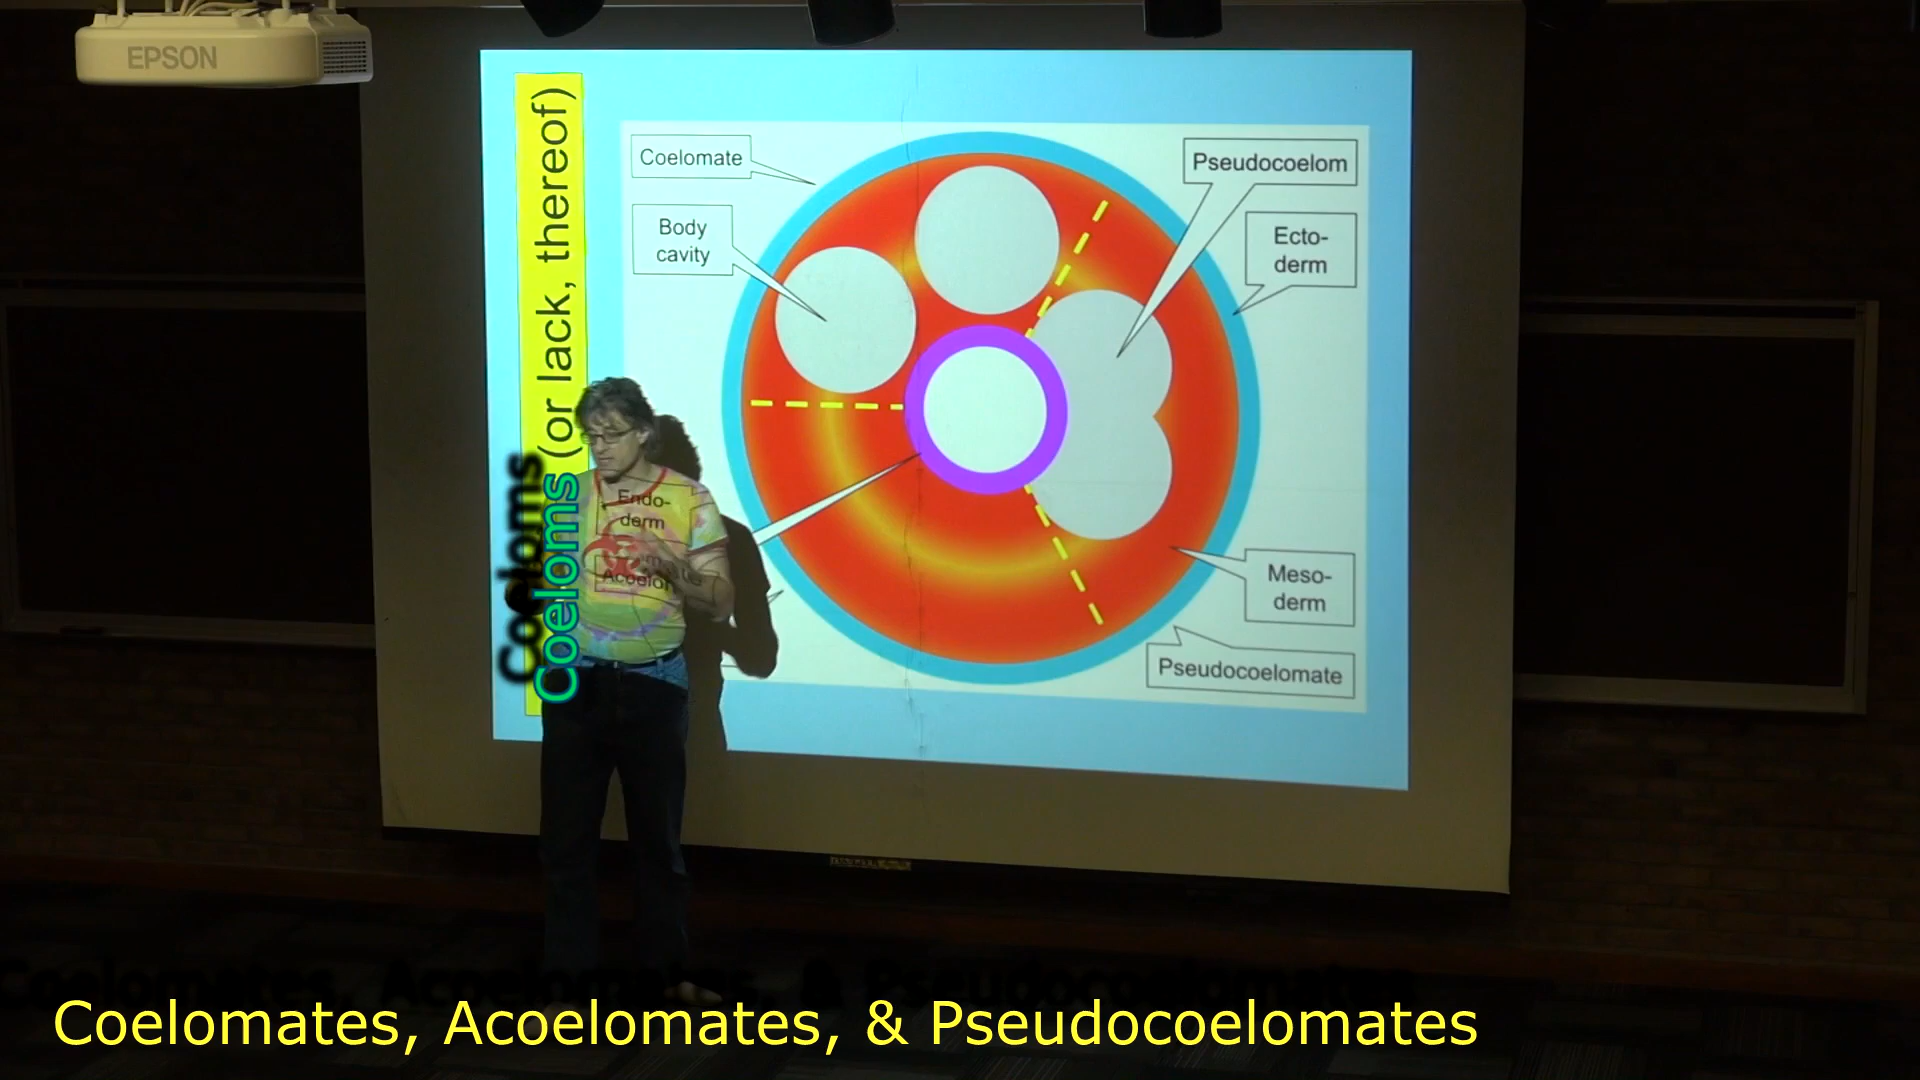 EPSON
Coeloms (or lack, thereof)
Coeloms
Coelomate
Body
cavity
Pseudocoelom
Ecto-
derm
Endo-
derm
Meso-
derm
Pseudocoelomate
Coelomates, Acoelomates, & Pseudocoelomates